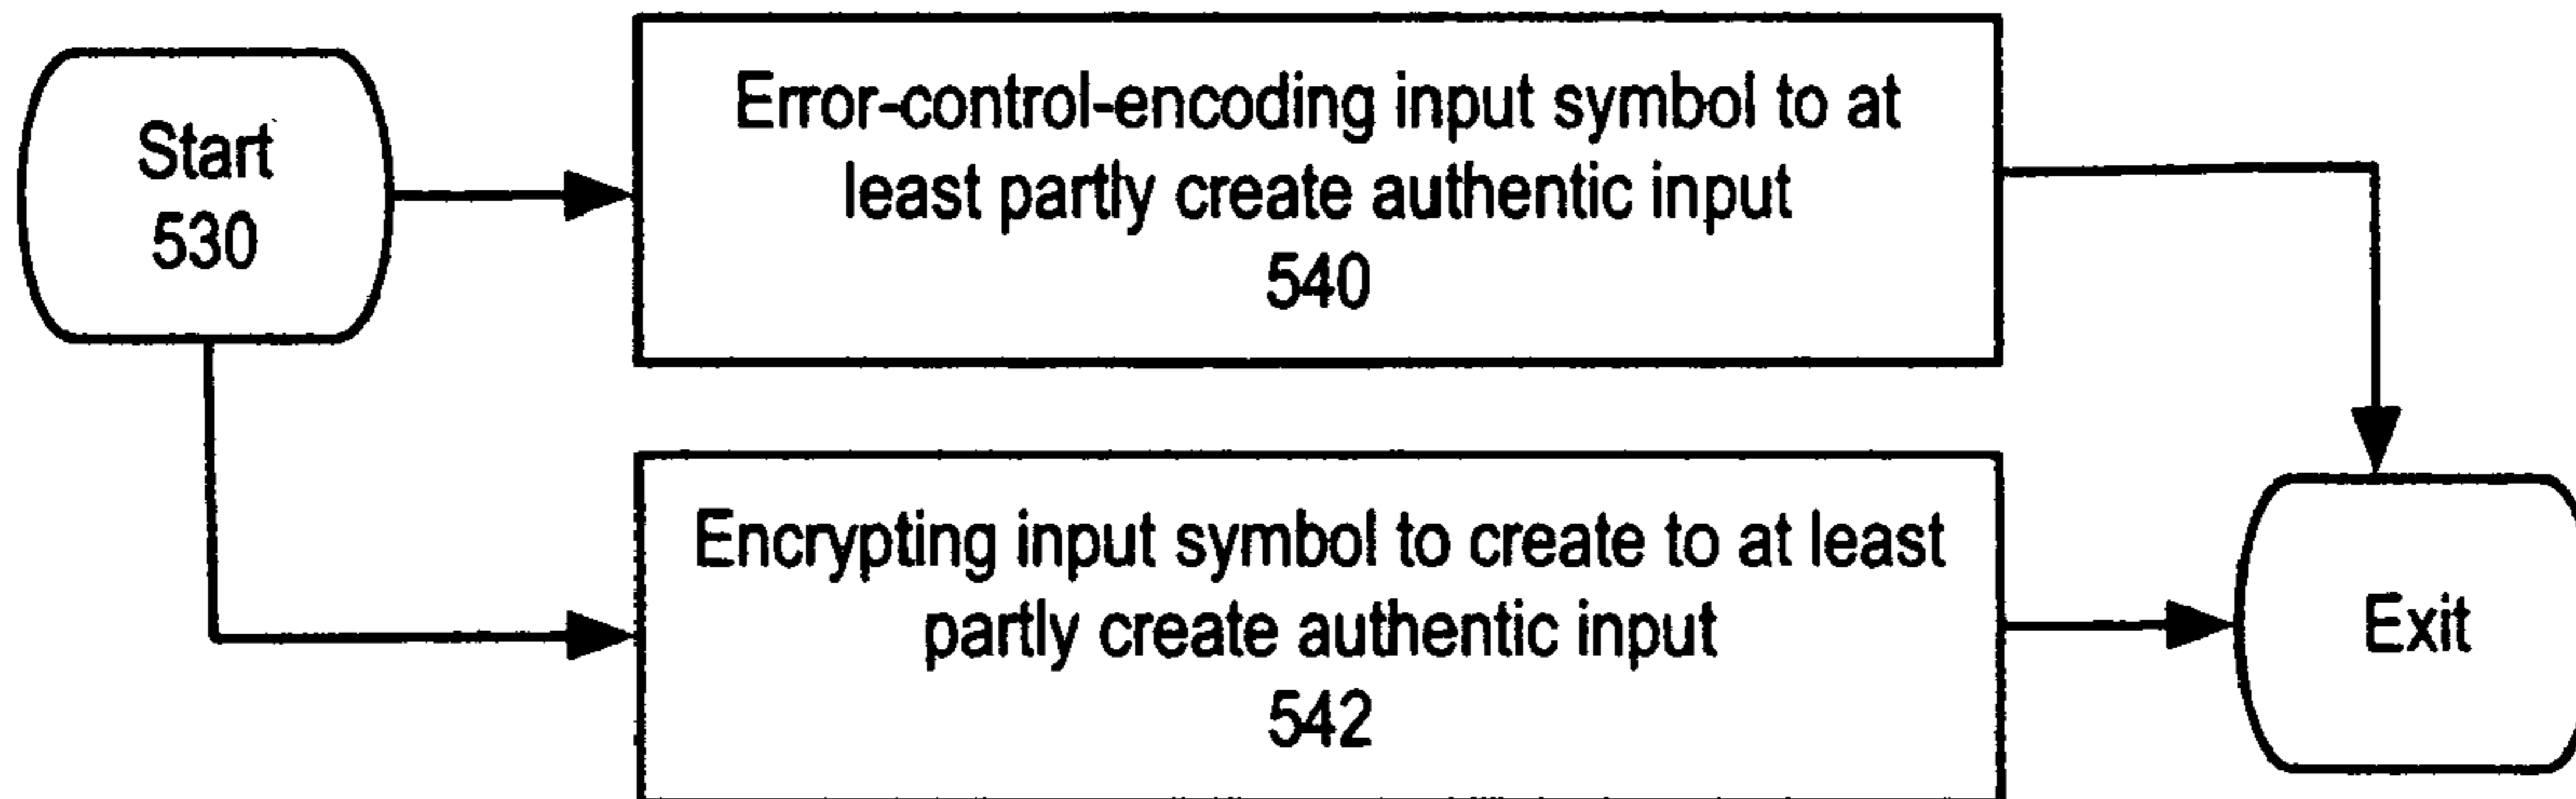 Start
530
Error-control-encoding input symbol to at
least partly create authentic input
540
Encrypting input symbol to create to at least
partly create authentic input
542
Exit